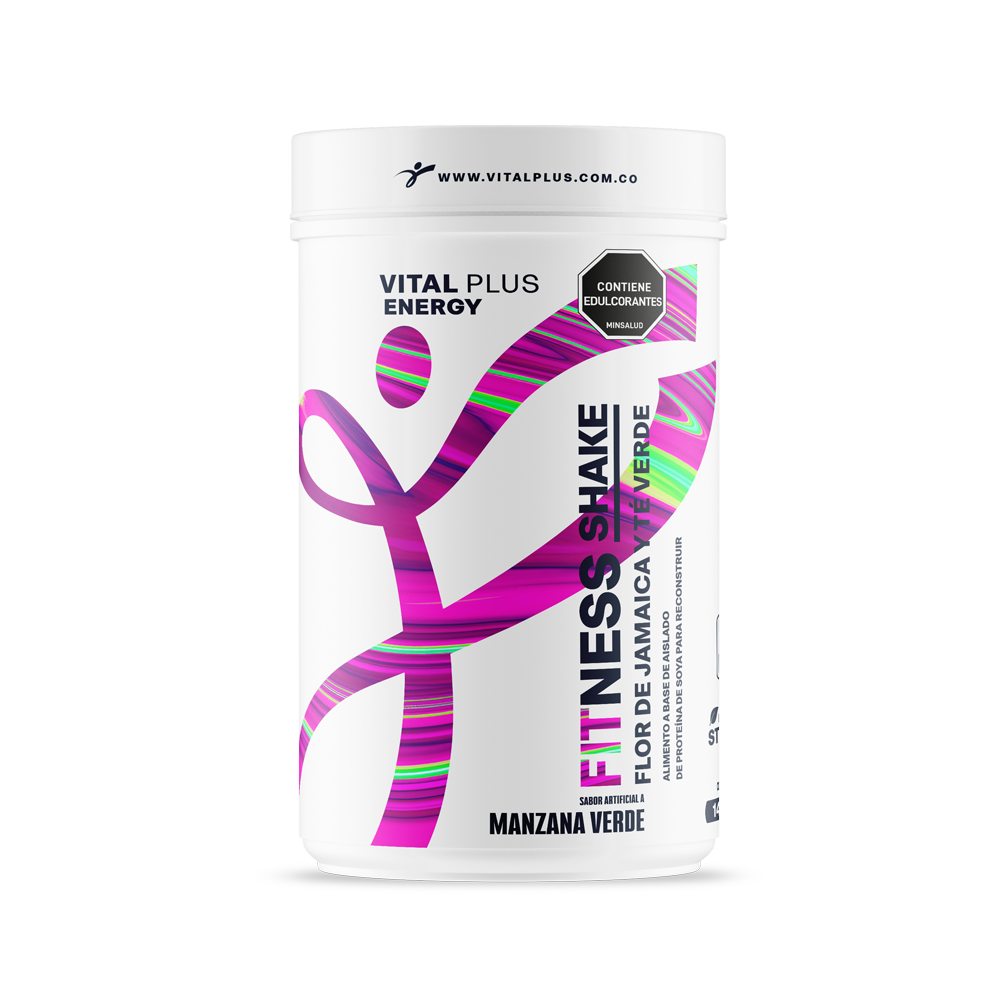 WWW.VITALPLUS.COM.CO
VITAL PLUS
ENERGY
CONTIENE
EDULCORANTES
MINSALUD
FITNESS SHAKE
FLOR DE JAMAICA Y TÉ VERDE
ALIMENTO A BASE DE AISLADO
DE PROTEÍNA DE SOYA PARA RECONSTRUIR
SABOR ARTIFICIAL A
MANZANA VERDE